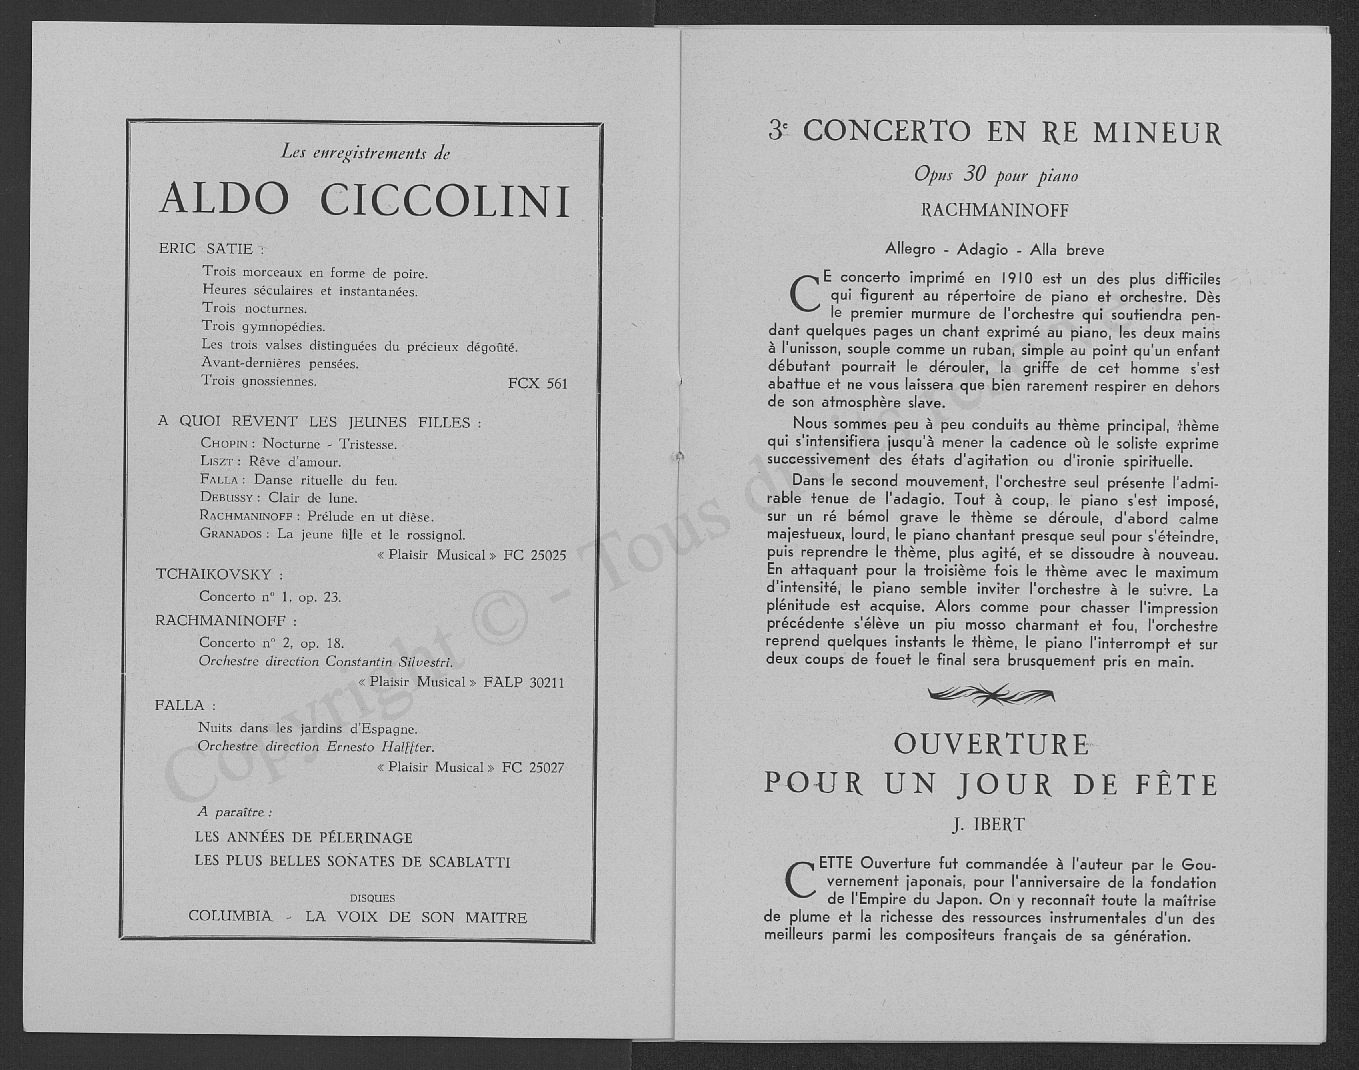 Les enregistrements de
ALDO CICCOLINI
ERIC SATIE :
Trois morceaux en forme de poire.
Heures séculaires et instantanées.
Trois nocturnes.
Trois gymnopédies.
Les trois valses distinguées du précieux dégoûté.
Avant-dernières pensées.
Trois gnossiennes. FCX 561
A QUOI REVENT LES JEUNES FILLES :
CHOPIN : Nocturne - Tristesse.
LISZT : Rêve d'amour.
FALLA : Danse rituelle du feu.
DEBUSSY : Clair de lune.
RACHMANINOFF : Prélude en ut dièse.
GRANADOS : La jeune fille et le rossignol.
« Plaisir Musical » FC 25025
TCHAIKOVSKY :
Concerto n° 1, op. 23.
RACHMANINOFF :
Concerto n° 2, op. 18.
Orchestre direction Constantin Silvestri.
« Plaisir Musical » FALP 30211
FALLA :
Nuits dans les jardins d'Espagne.
Orchestre direction Ernesto Halffter.
« Plaisir Musical » FC 25027
A paraître :
LES ANNÉES DE PÉLERINAGE
LES PLUS BELLES SONATES DE SCABLATTI
DISQUES
COLUMBIA - LA VOIX DE SON MAITRE
3e CONCERTO EN RE MINEUR
Opus 30 pour piano
RACHMANINOFF
Allegro - Adagio - Alla breve
CE concerto imprimé en 1910 est un des plus difficiles
qui figurent au répertoire de piano et orchestre. Dès
le premier murmure de l'orchestre qui soutiendra pen-
dant quelques pages un chant exprimé au piano, les deux mains
à l'unisson, souple comme un ruban, simple au point qu'un enfant
débutant pourrait le dérouler, la griffe de cet homme s'est
abattue et ne vous laissera que bien rarement respirer en dehors
de son atmosphère slave.
Nous sommes peu à peu conduits au thème principal, thème
qui s'intensifiera jusqu'à mener la cadence où le soliste exprime
successivement des états d'agitation ou d'ironie spirituelle.
Dans le second mouvement, l'orchestre seul présente l'admi-
rable tenue de l'adagio. Tout à coup, le piano s'est imposé,
sur un ré bémol grave le thème se déroule, d'abord calme
majestueux, lourd, le piano chantant presque seul pour s'éteindre,
puis reprendre le thème, plus agité, et se dissoudre à nouveau.
En attaquant pour la troisième fois le thème avec le maximum
d'intensité, le piano semble inviter l'orchestre à le suivre. La
plénitude est acquise. Alors comme pour chasser l'impression
précédente s'élève un piu mosso charmant et fou, l'orchestre
reprend quelques instants le thème, le piano l'interrompt et sur
deux coups de fouet le final sera brusquement pris en main.
OUVERTURE
POUR UN JOUR DE FÊTE
J. IBERT
CETTE Ouverture fut commandée à l'auteur par le Gou-
vernement japonais, pour l'anniversaire de la fondation
de l'Empire du Japon. On y reconnaît toute la maîtrise
de plume et la richesse des ressources instrumentales d'un des
meilleurs parmi les compositeurs français de sa génération.
Copyright © - Tous droits